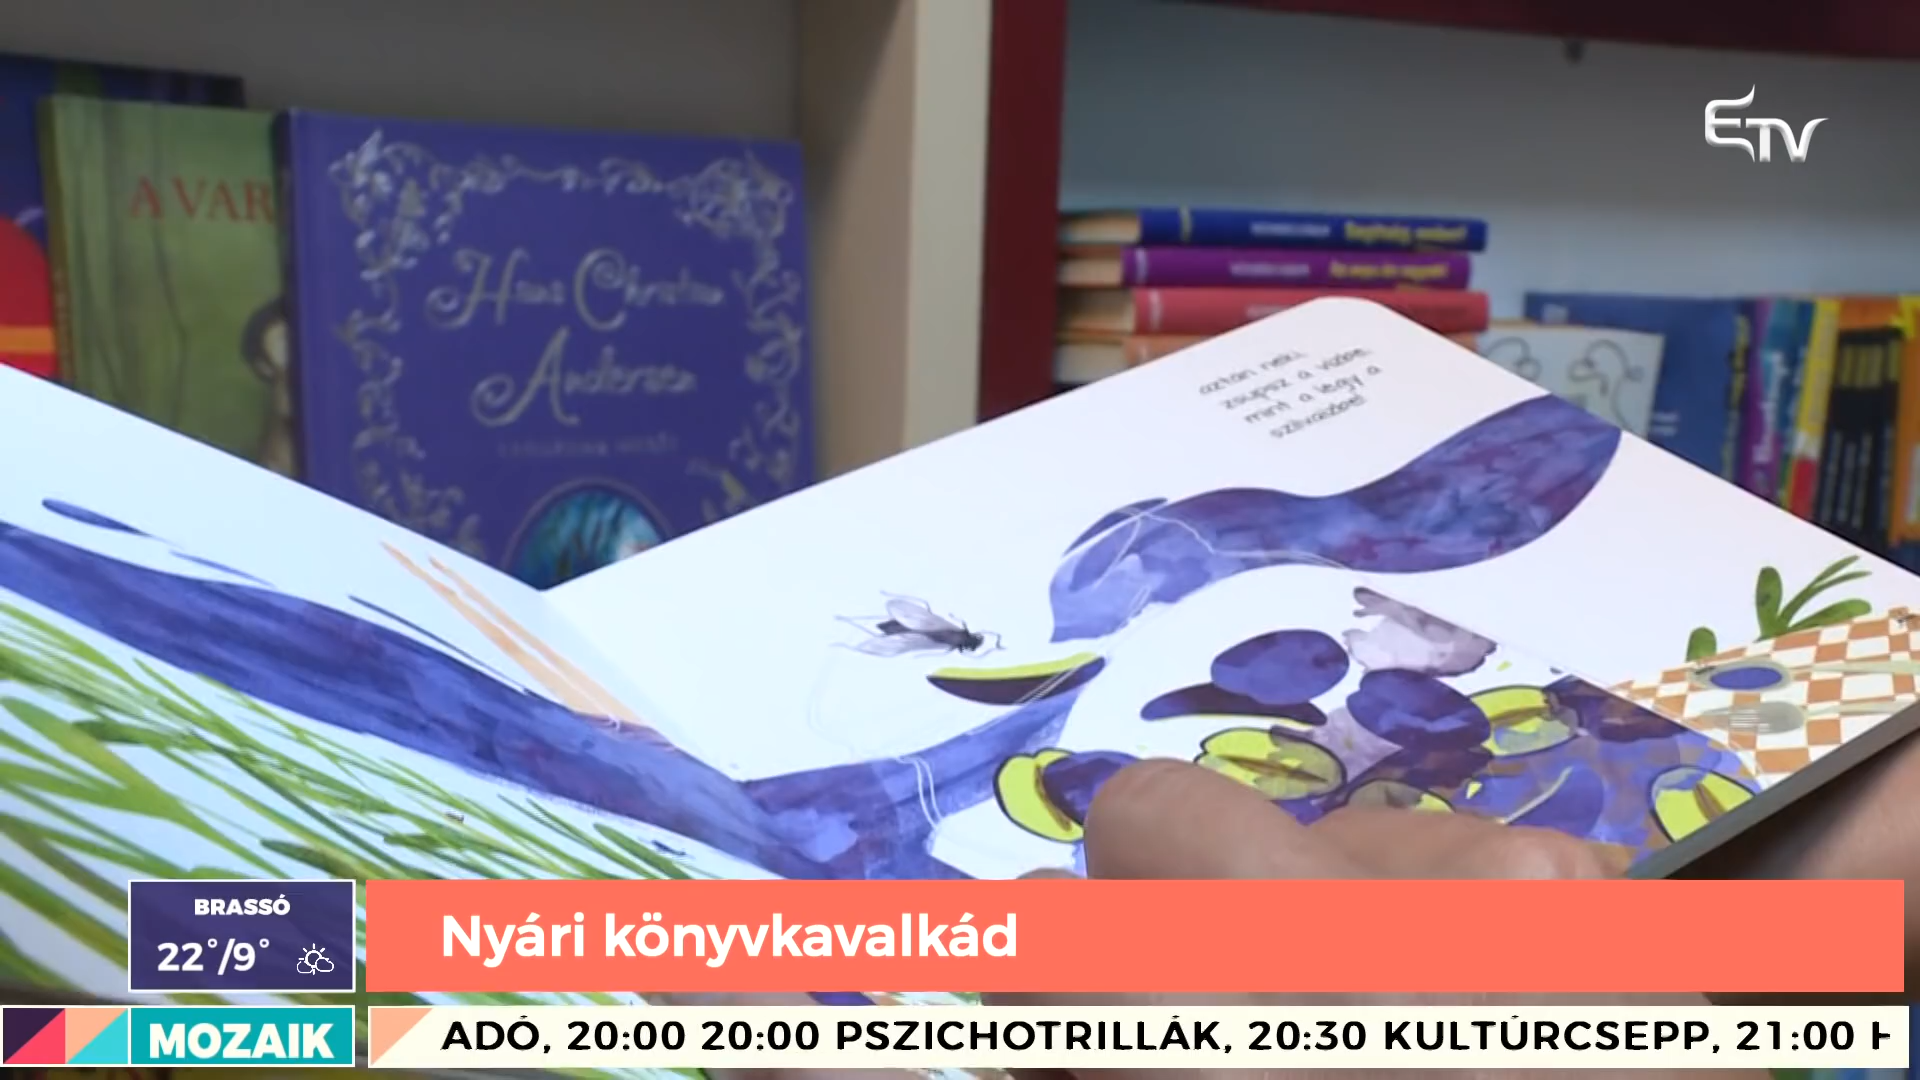 ETV
A VAR
Hans Christian
Andersen
aztán neki,
zsupsz a vízbe,
mint a légy a
szilvaízbe!
BRASSÓ
22°/9°
Nyári könyvkavalkád
MOZAIK
ADÓ, 20:00 20:00 PSZICHOTRILLÁK, 20:30 KULTÚRCSEPP, 21:00 H